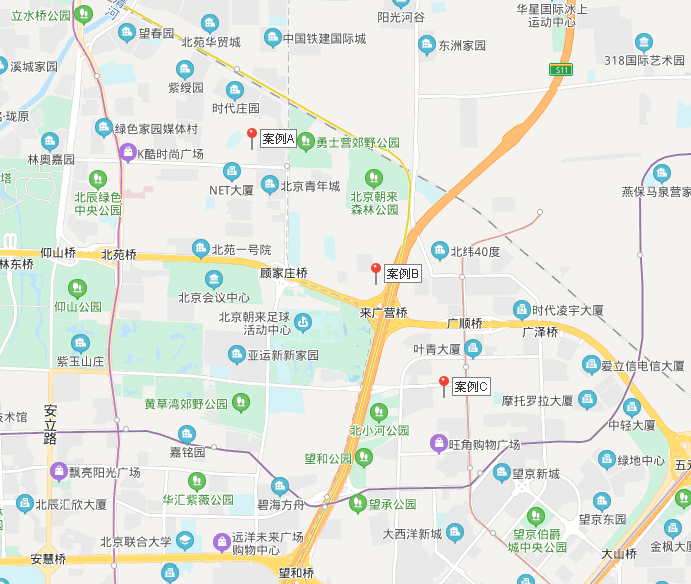 立水桥公园
清河
望春园
北苑华贸城
中国铁建国际城
阳光河谷
华星国际冰上
运动中心
东洲家园
318国际艺术园
S11
溪城家园
紫绶园
时代庄园
珑原
绿色家园媒体村
案例A
勇士营郊野公园
林奥嘉园
K酷时尚广场
塔
北辰绿色
中央公园
NET大厦
北京青年城
北京朝来
森林公园
燕保马泉营家
仰山桥
北苑桥
北苑一号院
北纬40度
林东桥
顾家庄桥
案例B
仰山公园
北京会议中心
来广营桥
时代凌宇大厦
北京朝来足球
活动中心
广顺桥
广泽桥
紫玉山庄
亚运新新家园
叶青大厦
爱立信电信大厦
案例C
摩托罗拉大厦
安立路
黄草湾郊野公园
北小河公园
中轻大厦
技术馆
嘉铭园
旺角购物广场
望和公园
绿地中心
五元
飘亮阳光广场
望京新城
华汇紫薇公园
碧海方舟
望承公园
北辰汇欣大厦
望京东园
大西洋新城
望京伯爵
城中央公园
北京联合大学
远洋未来广场
购物中心
金枫大厦
安慧桥
大山桥
望和桥